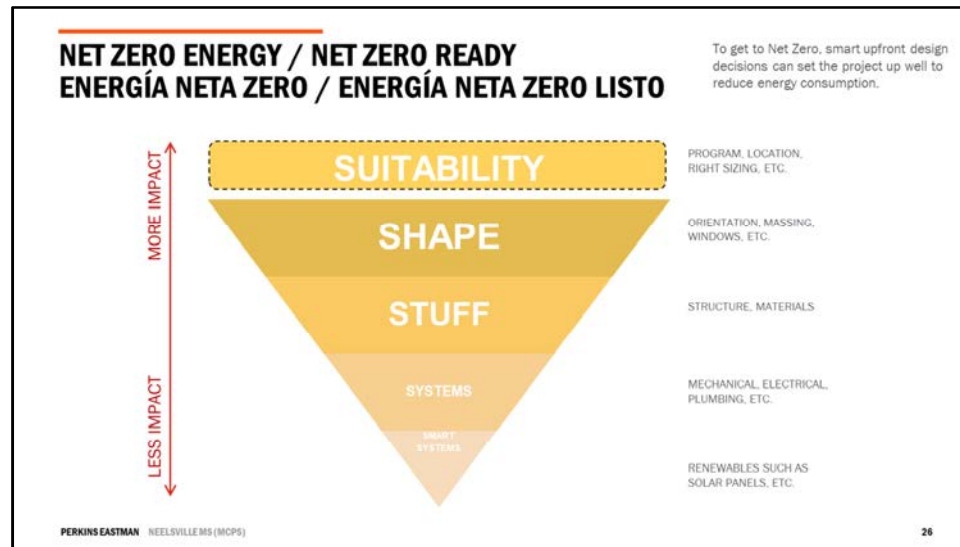 NET ZERO ENERGY / NET ZERO READY
ENERGÍA NETA ZERO / ENERGÍA NETA ZERO LISTO
To get to Net Zero, smart upfront design
decisions can set the project up well to
reduce energy consumption.
MORE IMPACT
LESS IMPACT
SUITABILITY
PROGRAM, LOCATION,
RIGHT SIZING, ETC.
SHAPE
ORIENTATION, MASSING,
WINDOWS, ETC.
STUFF
STRUCTURE, MATERIALS
SYSTEMS
MECHANICAL, ELECTRICAL,
PLUMBING, ETC.
SMART
SYSTEMS
RENEWABLES SUCH AS
SOLAR PANELS, ETC.
PERKINS EASTMAN NEELSVILLE MS (MCPS)
26